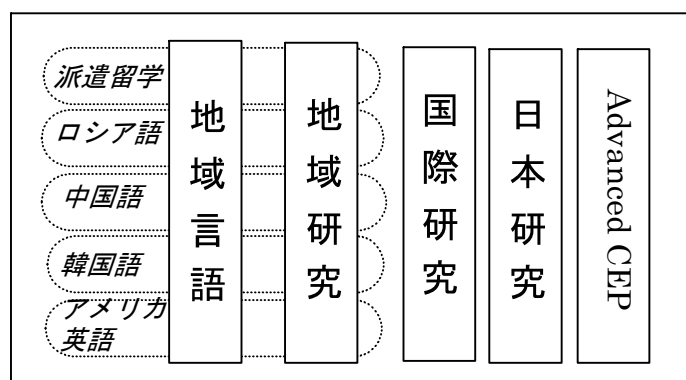 派遣留学
ロシア語
中国語
韓国語
アメリカ
英語
地域言語
地域研究
国際研究
日本研究
Advanced CEP